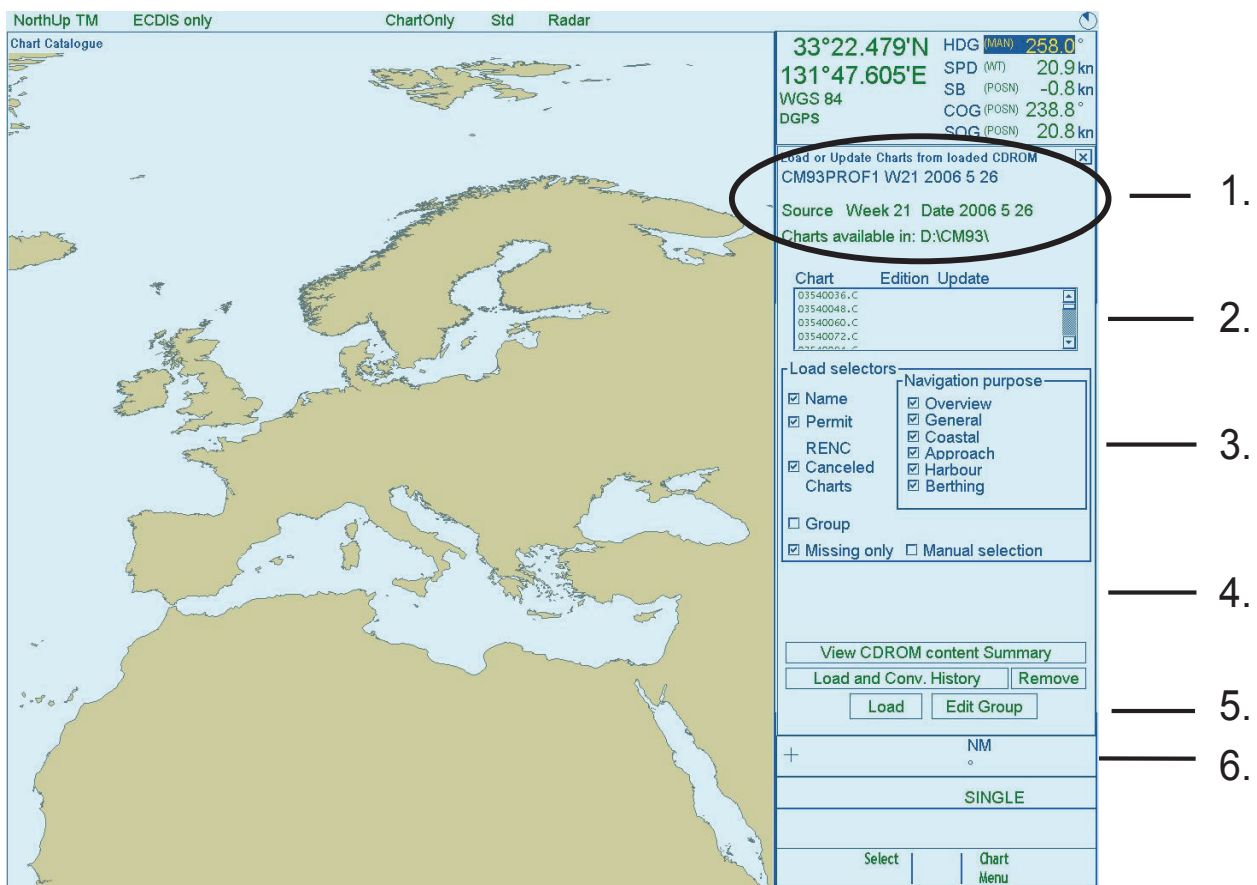 NorthUp TM ECDIS only ChartOnly Std Radar
Chart Catalogue
33°22.479'N
131°47.605'E
WGS 84
DGPS
HDG (MAN) 258.0°
SPD (WT) 20.9 kn
SB (POSN) -0.8 kn
COG (POSN) 238.8°
SOG (POSN) 20.8 kn
Load or Update Charts from loaded CDROM
CM93PROF1 W21 2006 5 26
Source Week 21 Date 2006 5 26
Charts available in: D:\CM93\
1.
Chart Edition Update
03540036.C
03540048.C
03540060.C
03540072.C
2.
Load selectors
Name
Permit
RENC
Canceled
Charts
Navigation purpose
Overview
General
Coastal
Approach
Harbour
Berthing
3.
Group
Missing only Manual selection
4.
View CDROM content Summary
Load and Conv. History Remove
Load Edit Group
5.
NM
°
6.
SINGLE
Select Chart
Menu